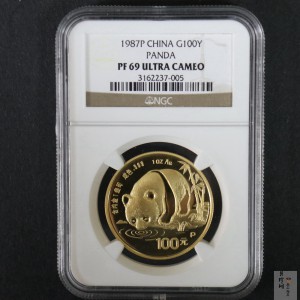 1987P CHINA G100Y
PANDA
PF 69 ULTRA CAMEO
3162237-005
NGC
1oz Au
P
100元